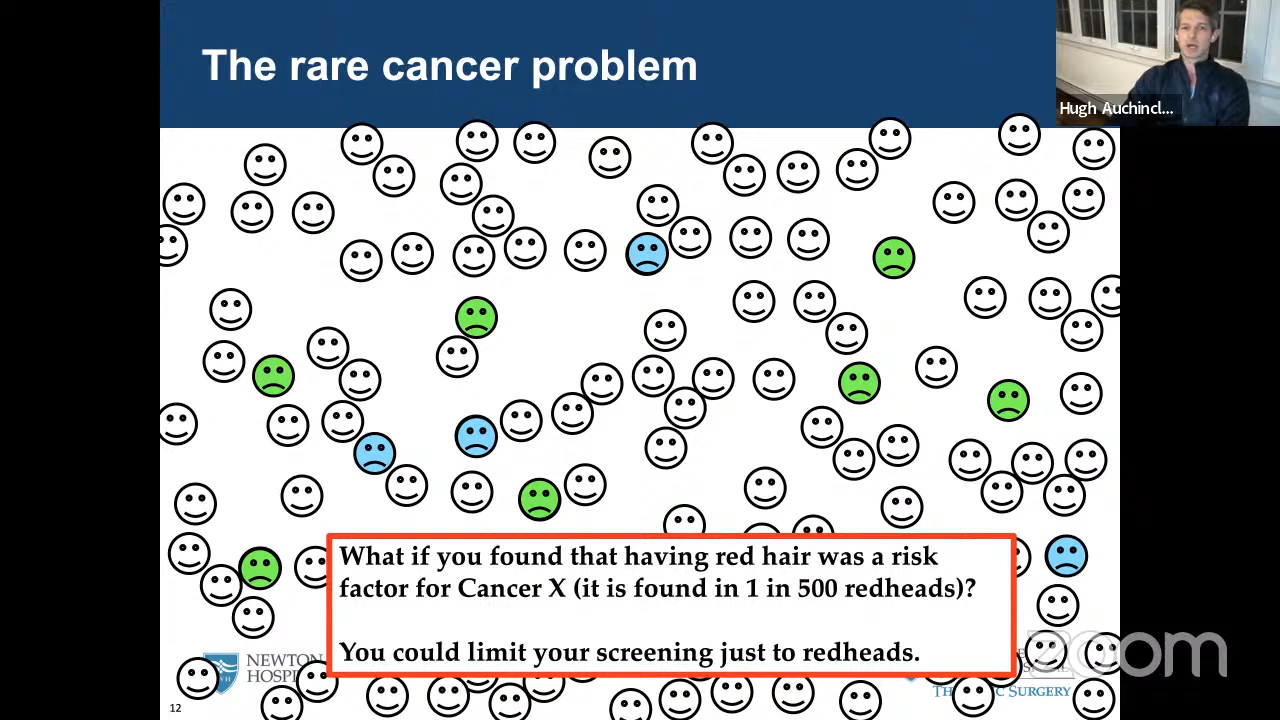 The rare cancer problem
Hugh Auchincl...
What if you found that having red hair was a risk
factor for Cancer X (it is found in 1 in 500 redheads)?
You could limit your screening just to redheads.
NEWTON
zoom
SURGERY
12